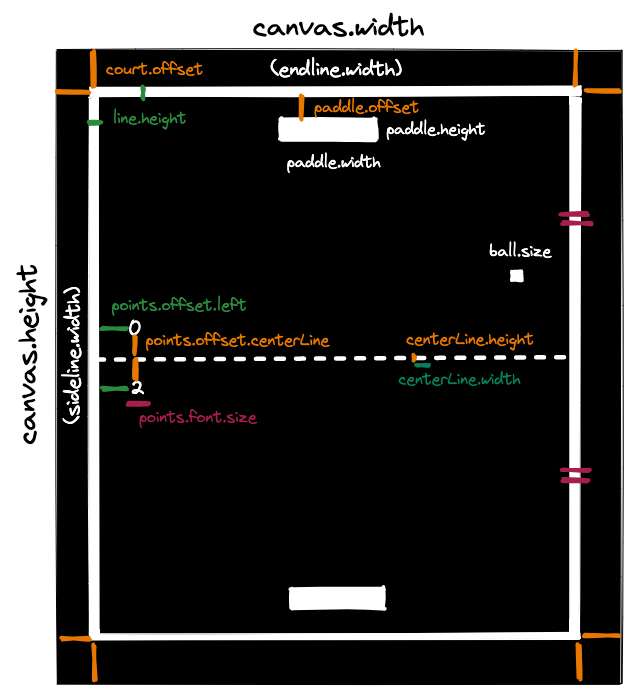 canvas.width
court.offset
(endline.width)
line.height
paddle.offset
paddle.height
paddle.width
ball.size
canvas.height
(sideline.width)
points.offset.left
0
points.offset.centerLine
centerLine.height
centerLine.width
2
points.font.size